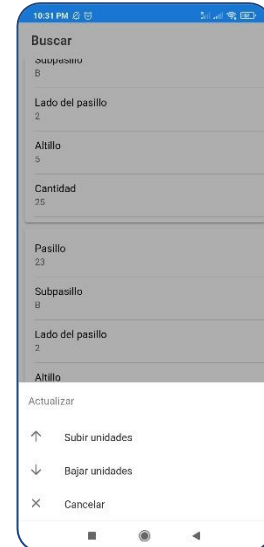 10:31 PM
Buscar
Subpasillo
B
Lado del pasillo
2
Altillo
5
Cantidad
25
Pasillo
23
Subpasillo
B
Lado del pasillo
2
Altillo
Actualizar
Subir unidades
Bajar unidades
Cancelar